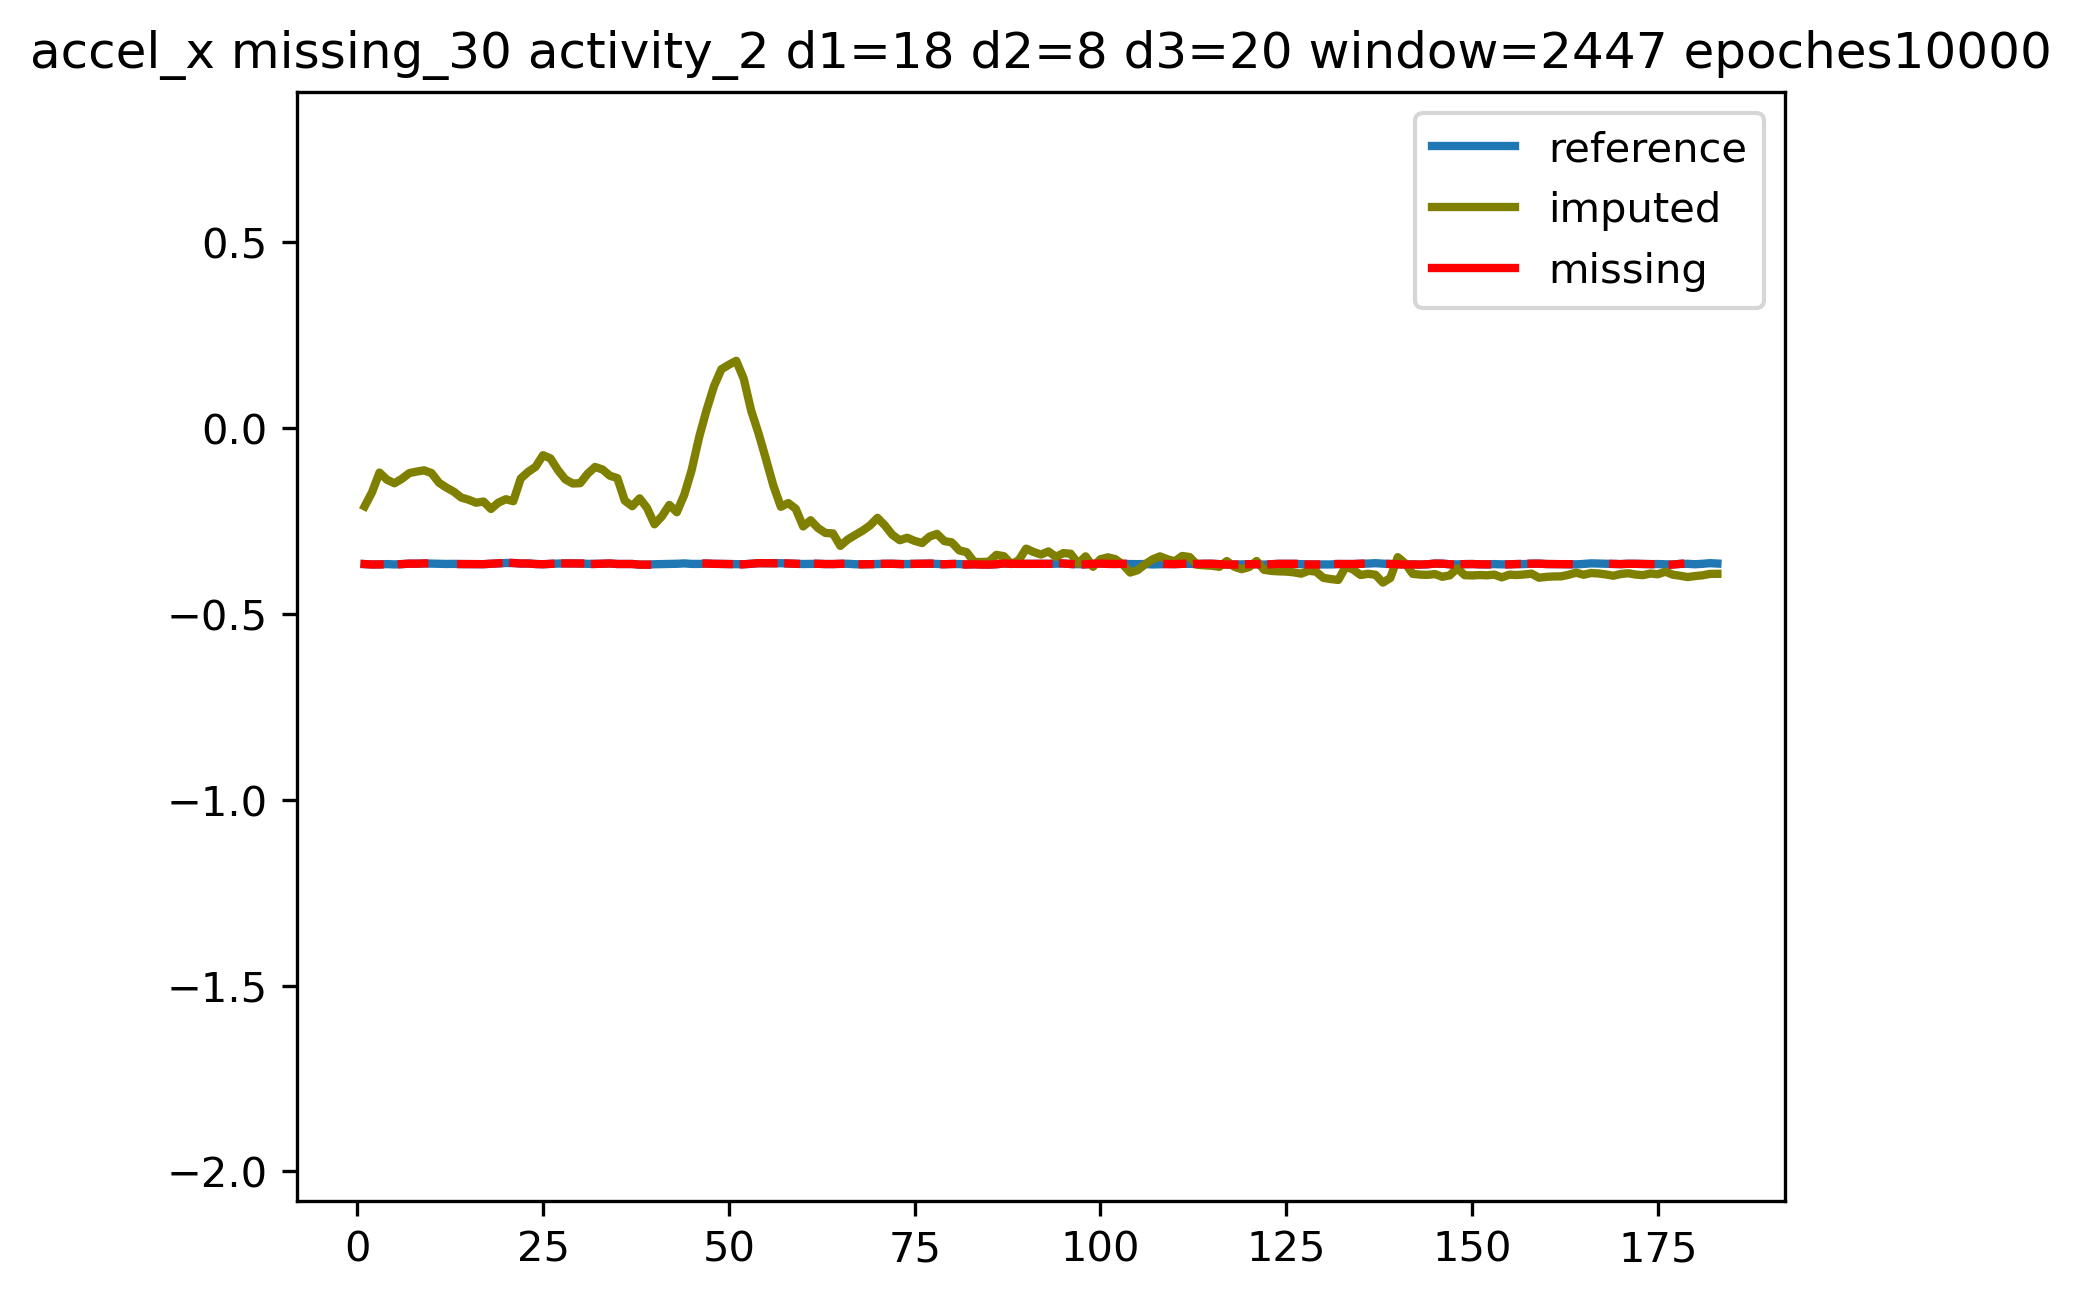 accel_x missing_30 activity_2 d1=18 d2=8 d3=20 window=2447 epoches10000
reference
imputed
missing
0.5
0.0
−0.5
−1.0
−1.5
−2.0
0 25 50 75 100 125 150 175